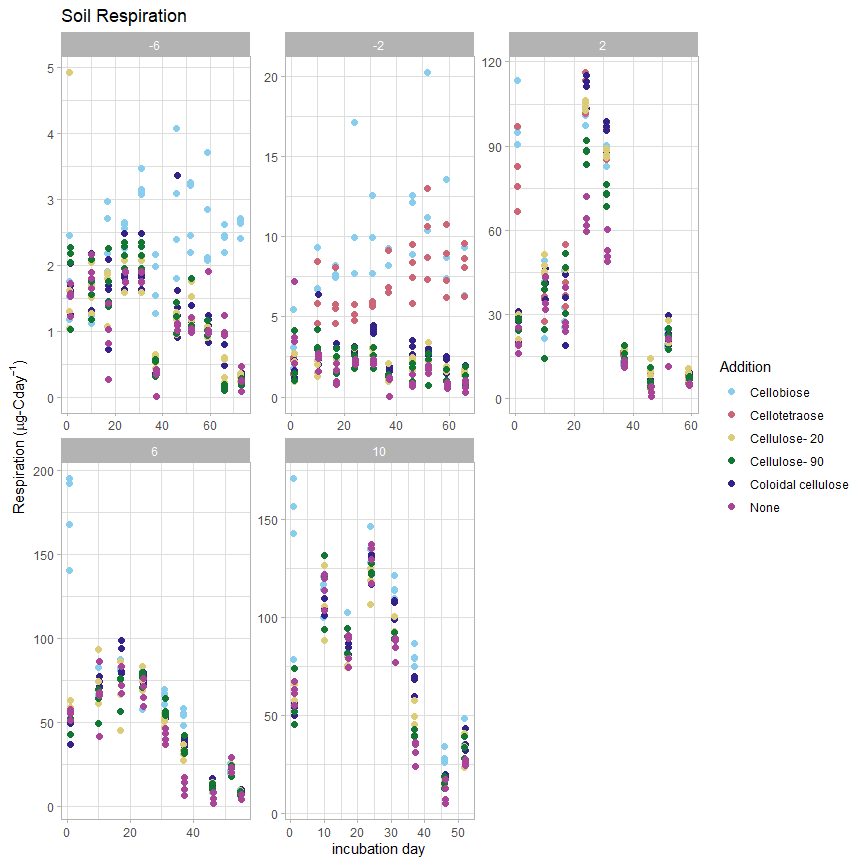 Soil Respiration
-6
-2
2
5
4
3
2
1
0
0 20 40 60
20
15
10
5
0
0 20 40 60
120
90
60
30
0
0 20 40 60
6
10
200
150
100
50
0
0 20 40
150
100
50
0
0 10 20 30 40 50
Respiration (µg-Cday⁻¹)
incubation day
Addition
Cellobiose
Cellotetraose
Cellulose- 20
Cellulose- 90
Coloidal cellulose
None